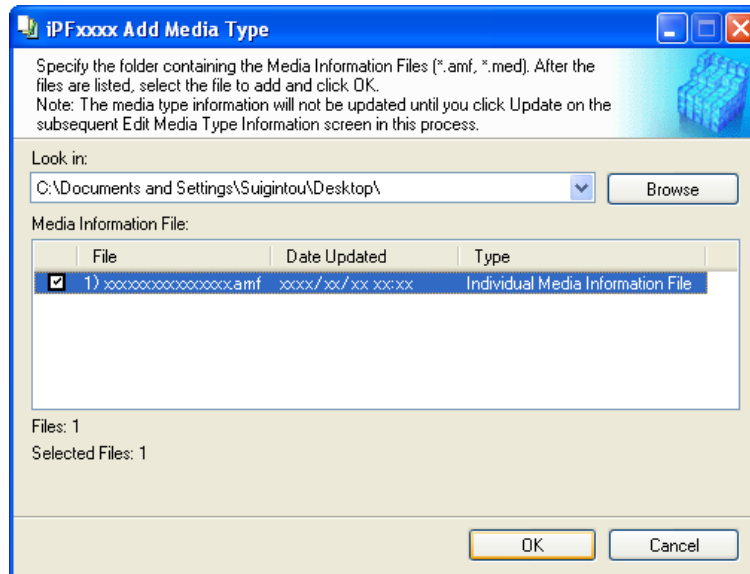 iPFxxxx Add Media Type
Specify the folder containing the Media Information Files (*.amf, *.med). After the
files are listed, select the file to add and click OK.
Note: The media type information will not be updated until you click Update on the
subsequent Edit Media Type Information screen in this process.
Look in:
C:\Documents and Settings\Suigintou\Desktop\
Browse
Media Information File:
File Date Updated Type
1) xxxxxxxxxxxxxxxx.amf xxxx/xx/xx xx:xx Individual Media Information File
Files: 1
Selected Files: 1
OK Cancel